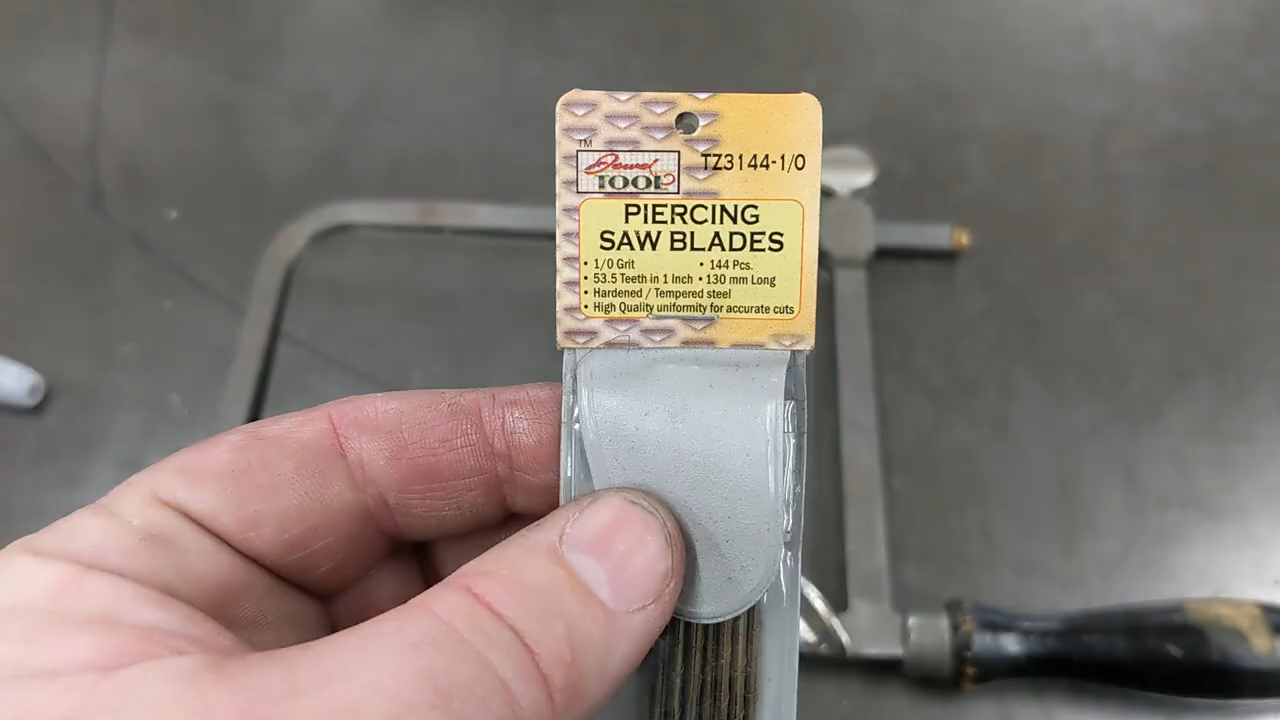 TM
Jewel
TOOL
TZ3144-1/0
PIERCING
SAW BLADES
• 1/0 Grit • 144 Pcs.
• 53.5 Teeth in 1 Inch • 130 mm Long
• Hardened / Tempered steel
• High Quality uniformity for accurate cuts